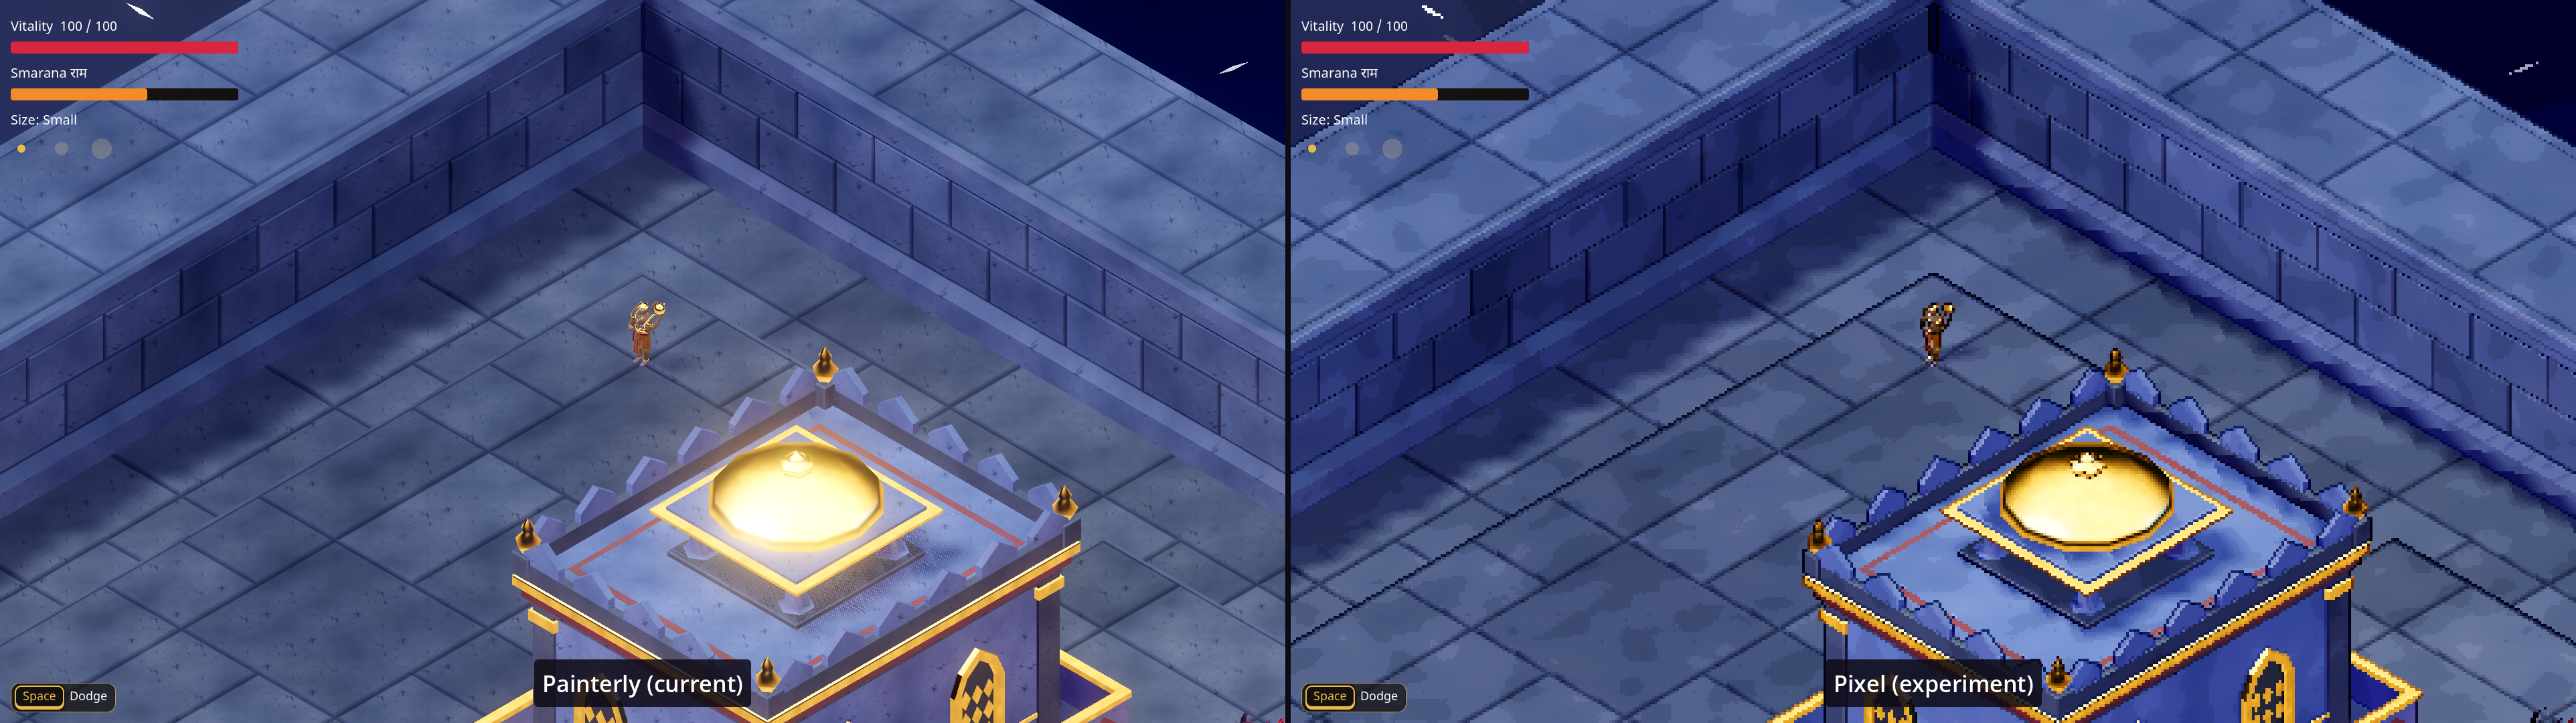 Vitality 100 / 100
Smarana राम
Size: Small
Space Dodge
Painterly (current)
Vitality 100 / 100
Smarana राम
Size: Small
Space Dodge
Pixel (experiment)